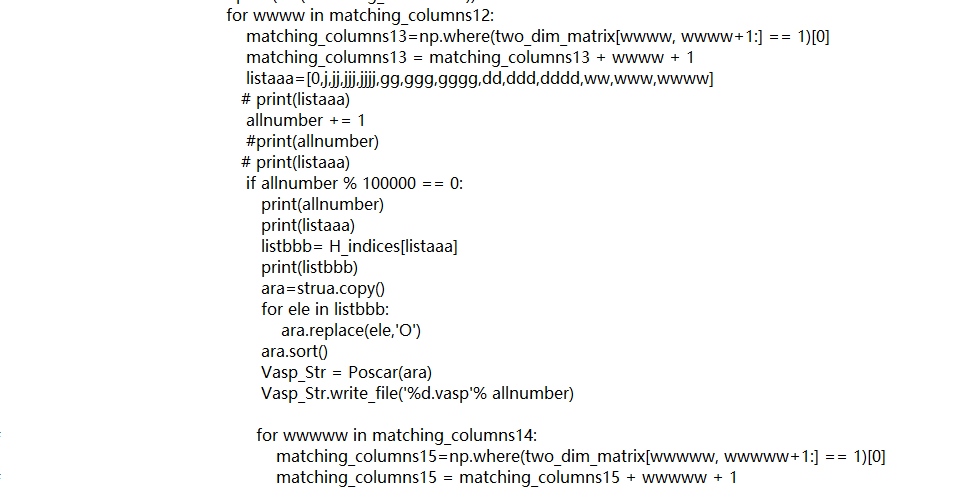 for wwww in matching_columns12:
matching_columns13=np.where(two_dim_matrix[wwww, wwww+1:] == 1)[0]
matching_columns13 = matching_columns13 + wwww + 1
listaaa=[0,j,jj,jjj,jjjj,gg,ggg,gggg,dd,ddd,dddd,ww,www,wwww]
# print(listaaa)
allnumber += 1
#print(allnumber)
# print(listaaa)
if allnumber % 100000 == 0:
print(allnumber)
print(listaaa)
listbbb= H_indices[listaaa]
print(listbbb)
ara=strua.copy()
for ele in listbbb:
ara.replace(ele,'O')
ara.sort()
Vasp_Str = Poscar(ara)
Vasp_Str.write_file('%d.vasp'% allnumber)
for wwwww in matching_columns14:
matching_columns15=np.where(two_dim_matrix[wwwww, wwwww+1:] == 1)[0]
matching_columns15 = matching_columns15 + wwwww + 1